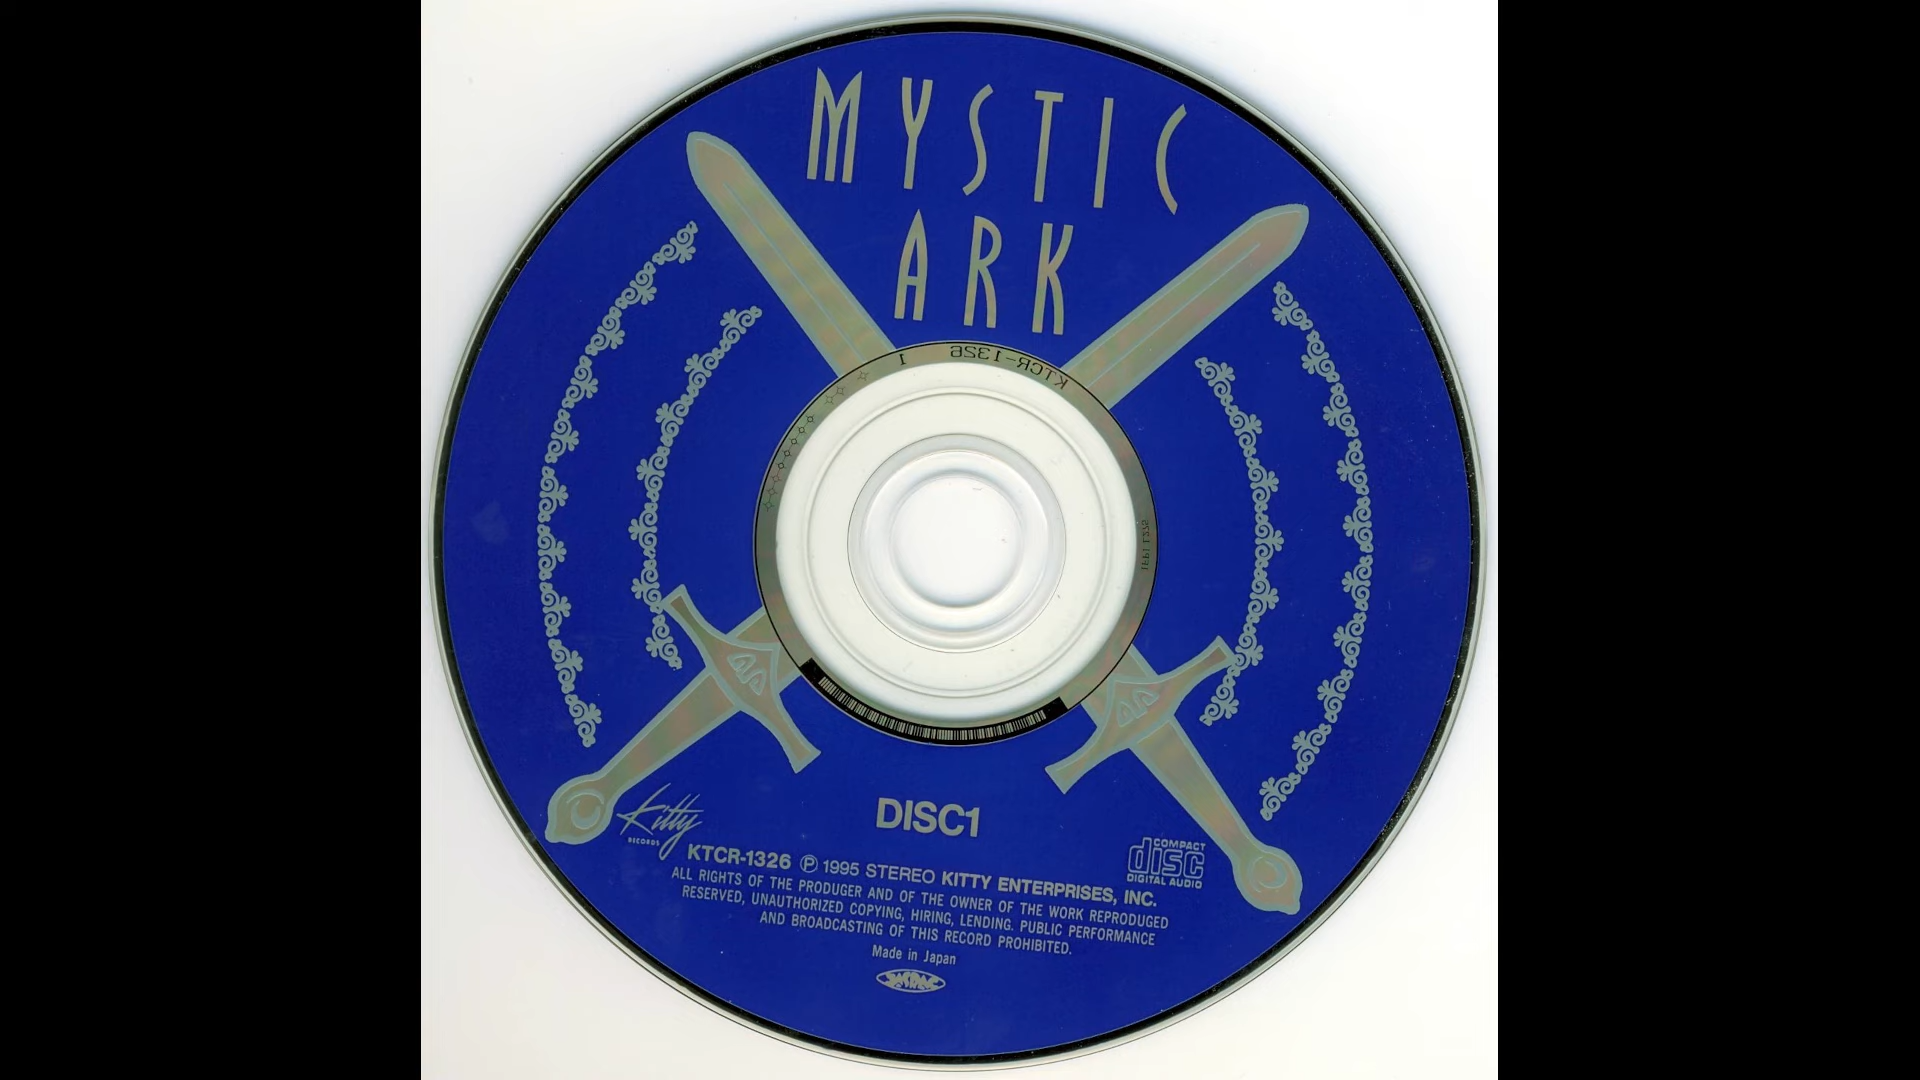 MYSTIC
ARK
KTCR-1326 1
DISC1
Kitty
RECORDS
COMPACT
disc
DIGITAL AUDIO
KTCR-1326 Ⓟ 1995 STEREO KITTY ENTERPRISES, INC.
ALL RIGHTS OF THE PRODUCER AND OF THE OWNER OF THE WORK REPRODUCED
RESERVED, UNAUTHORIZED COPYING, HIRING, LENDING. PUBLIC PERFORMANCE
AND BROADCASTING OF THIS RECORD PROHIBITED.
Made in Japan
JASRAC